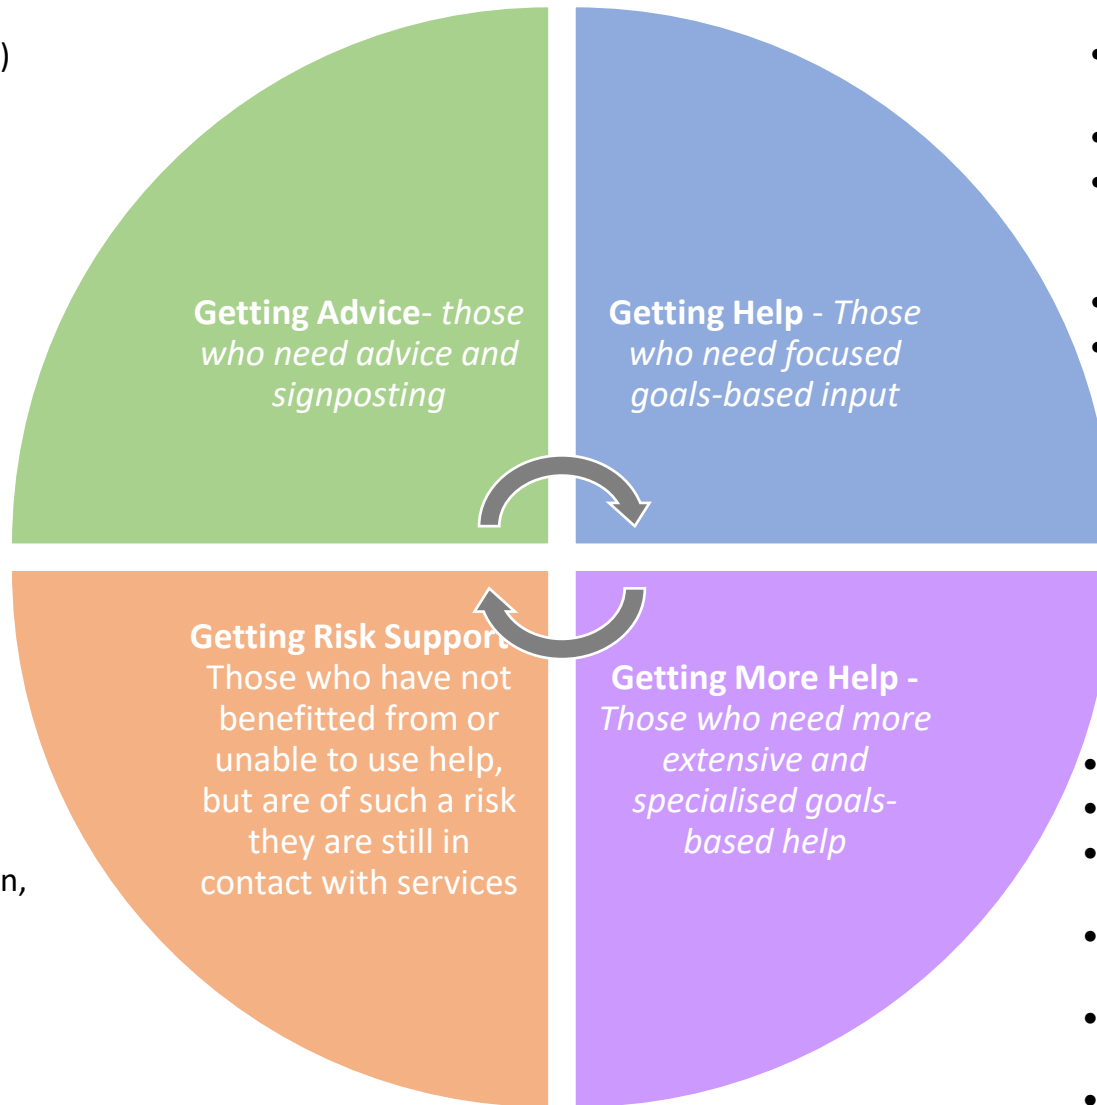 )
Getting Advice- those
who need advice and
signposting
Getting Help - Those
who need focused
goals-based input
Getting Risk Support
Those who have not
benefitted from or
unable to use help,
but are of such a risk
they are still in
contact with services
Getting More Help -
Those who need more
extensive and
specialised goals-
based help
n,